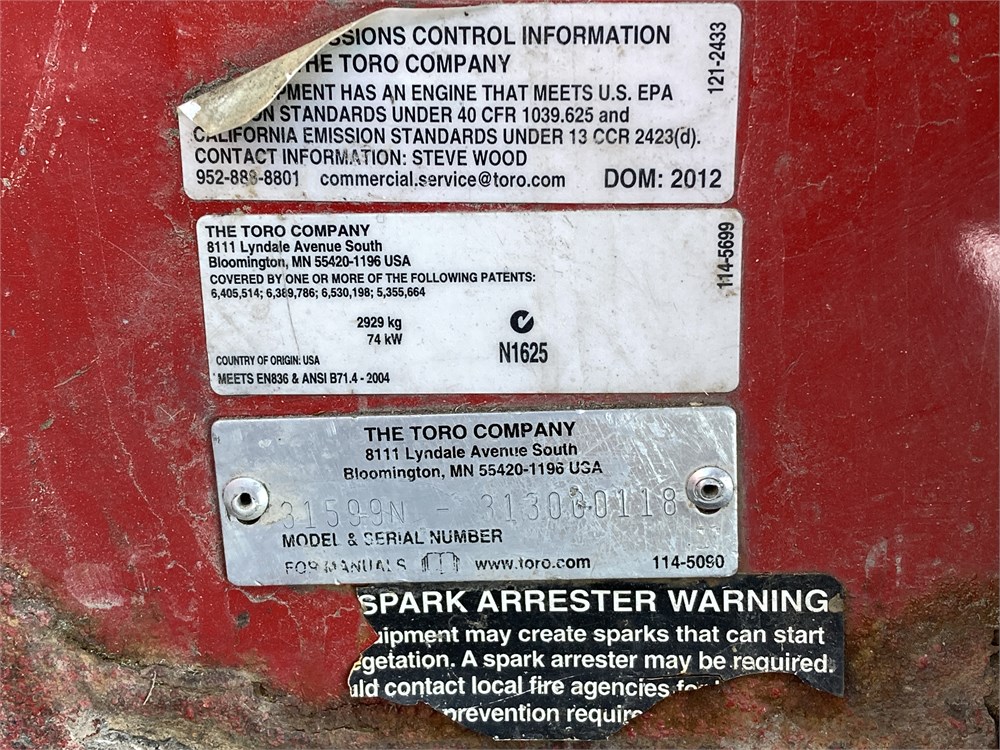 SSIONS CONTROL INFORMATION
HE TORO COMPANY
PMENT HAS AN ENGINE THAT MEETS U.S. EPA
ON STANDARDS UNDER 40 CFR 1039.625 and
CALIFORNIA EMISSION STANDARDS UNDER 13 CCR 2423(d).
CONTACT INFORMATION: STEVE WOOD
952-888-8801 commercial.service@toro.com DOM: 2012
121-2433
THE TORO COMPANY
8111 Lyndale Avenue South
Bloomington, MN 55420-1196 USA
COVERED BY ONE OR MORE OF THE FOLLOWING PATENTS:
6,405,514; 6,389,786; 6,530,198; 5,355,664
2929 kg
74 kW
N1625
COUNTRY OF ORIGIN: USA
MEETS EN836 & ANSI B71.4 - 2004
114-5699
THE TORO COMPANY
8111 Lyndale Avenue South
Bloomington, MN 55420-1196 USA
31599N - 313000118
MODEL & SERIAL NUMBER
FOR MANUALS www.toro.com 114-5090
SPARK ARRESTER WARNING
uipment may create sparks that can start
egetation. A spark arrester may be required.
uld contact local fire agencies for
prevention require